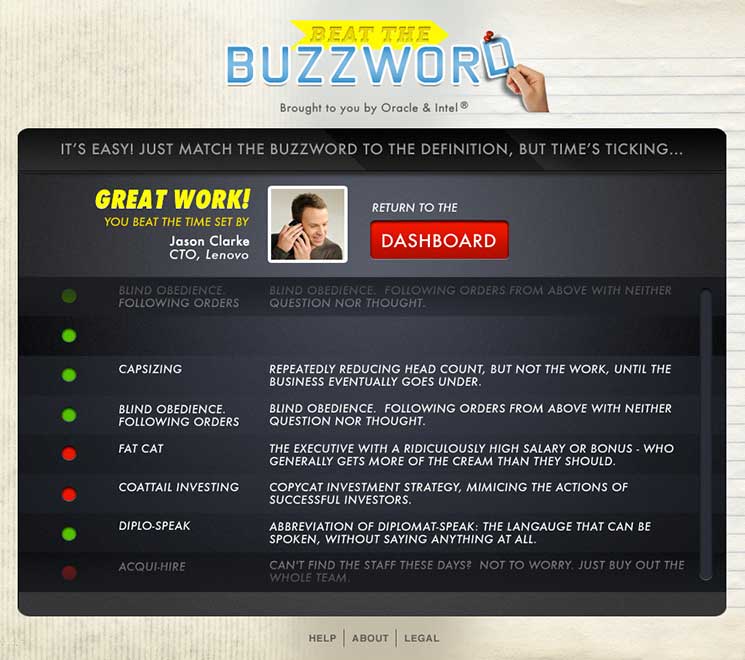 BEAT THE
BUZZWORD
Brought to you by Oracle & Intel®
IT'S EASY! JUST MATCH THE BUZZWORD TO THE DEFINITION, BUT TIME'S TICKING...
GREAT WORK!
YOU BEAT THE TIME SET BY
Jason Clarke
CTO, Lenovo
RETURN TO THE
DASHBOARD
BLIND OBEDIENCE.
FOLLOWING ORDERS
BLIND OBEDIENCE. FOLLOWING ORDERS FROM ABOVE WITH NEITHER
QUESTION NOR THOUGHT.
CAPSIZING
REPEATEDLY REDUCING HEAD COUNT, BUT NOT THE WORK, UNTIL THE
BUSINESS EVENTUALLY GOES UNDER.
BLIND OBEDIENCE.
FOLLOWING ORDERS
BLIND OBEDIENCE. FOLLOWING ORDERS FROM ABOVE WITH NEITHER
QUESTION NOR THOUGHT.
FAT CAT
THE EXECUTIVE WITH A RIDICULOUSLY HIGH SALARY OR BONUS - WHO
GENERALLY GETS MORE OF THE CREAM THAN THEY SHOULD.
COATTAIL INVESTING
COPYCAT INVESTMENT STRATEGY, MIMICING THE ACTIONS OF
SUCCESSFUL INVESTORS.
DIPLO-SPEAK
ABBREVIATION OF DIPLOMAT-SPEAK: THE LANGAUGE THAT CAN BE
SPOKEN, WITHOUT SAYING ANYTHING AT ALL.
ACQUI-HIRE
CAN'T FIND THE STAFF THESE DAYS? NOT TO WORRY. JUST BUY OUT THE
WHOLE TEAM.
HELP | ABOUT | LEGAL